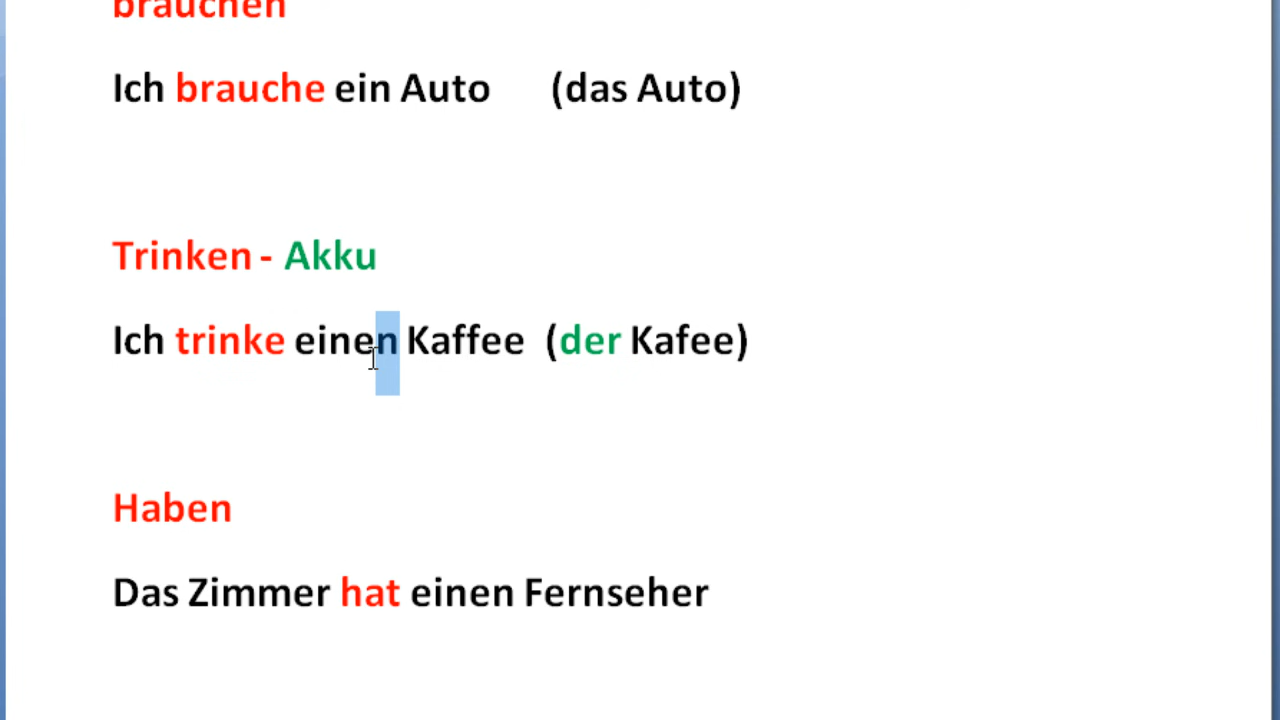 brauchen
Ich brauche ein Auto (das Auto)
Trinken - Akku
Ich trinke einen Kaffee (der Kafee)
Haben
Das Zimmer hat einen Fernseher